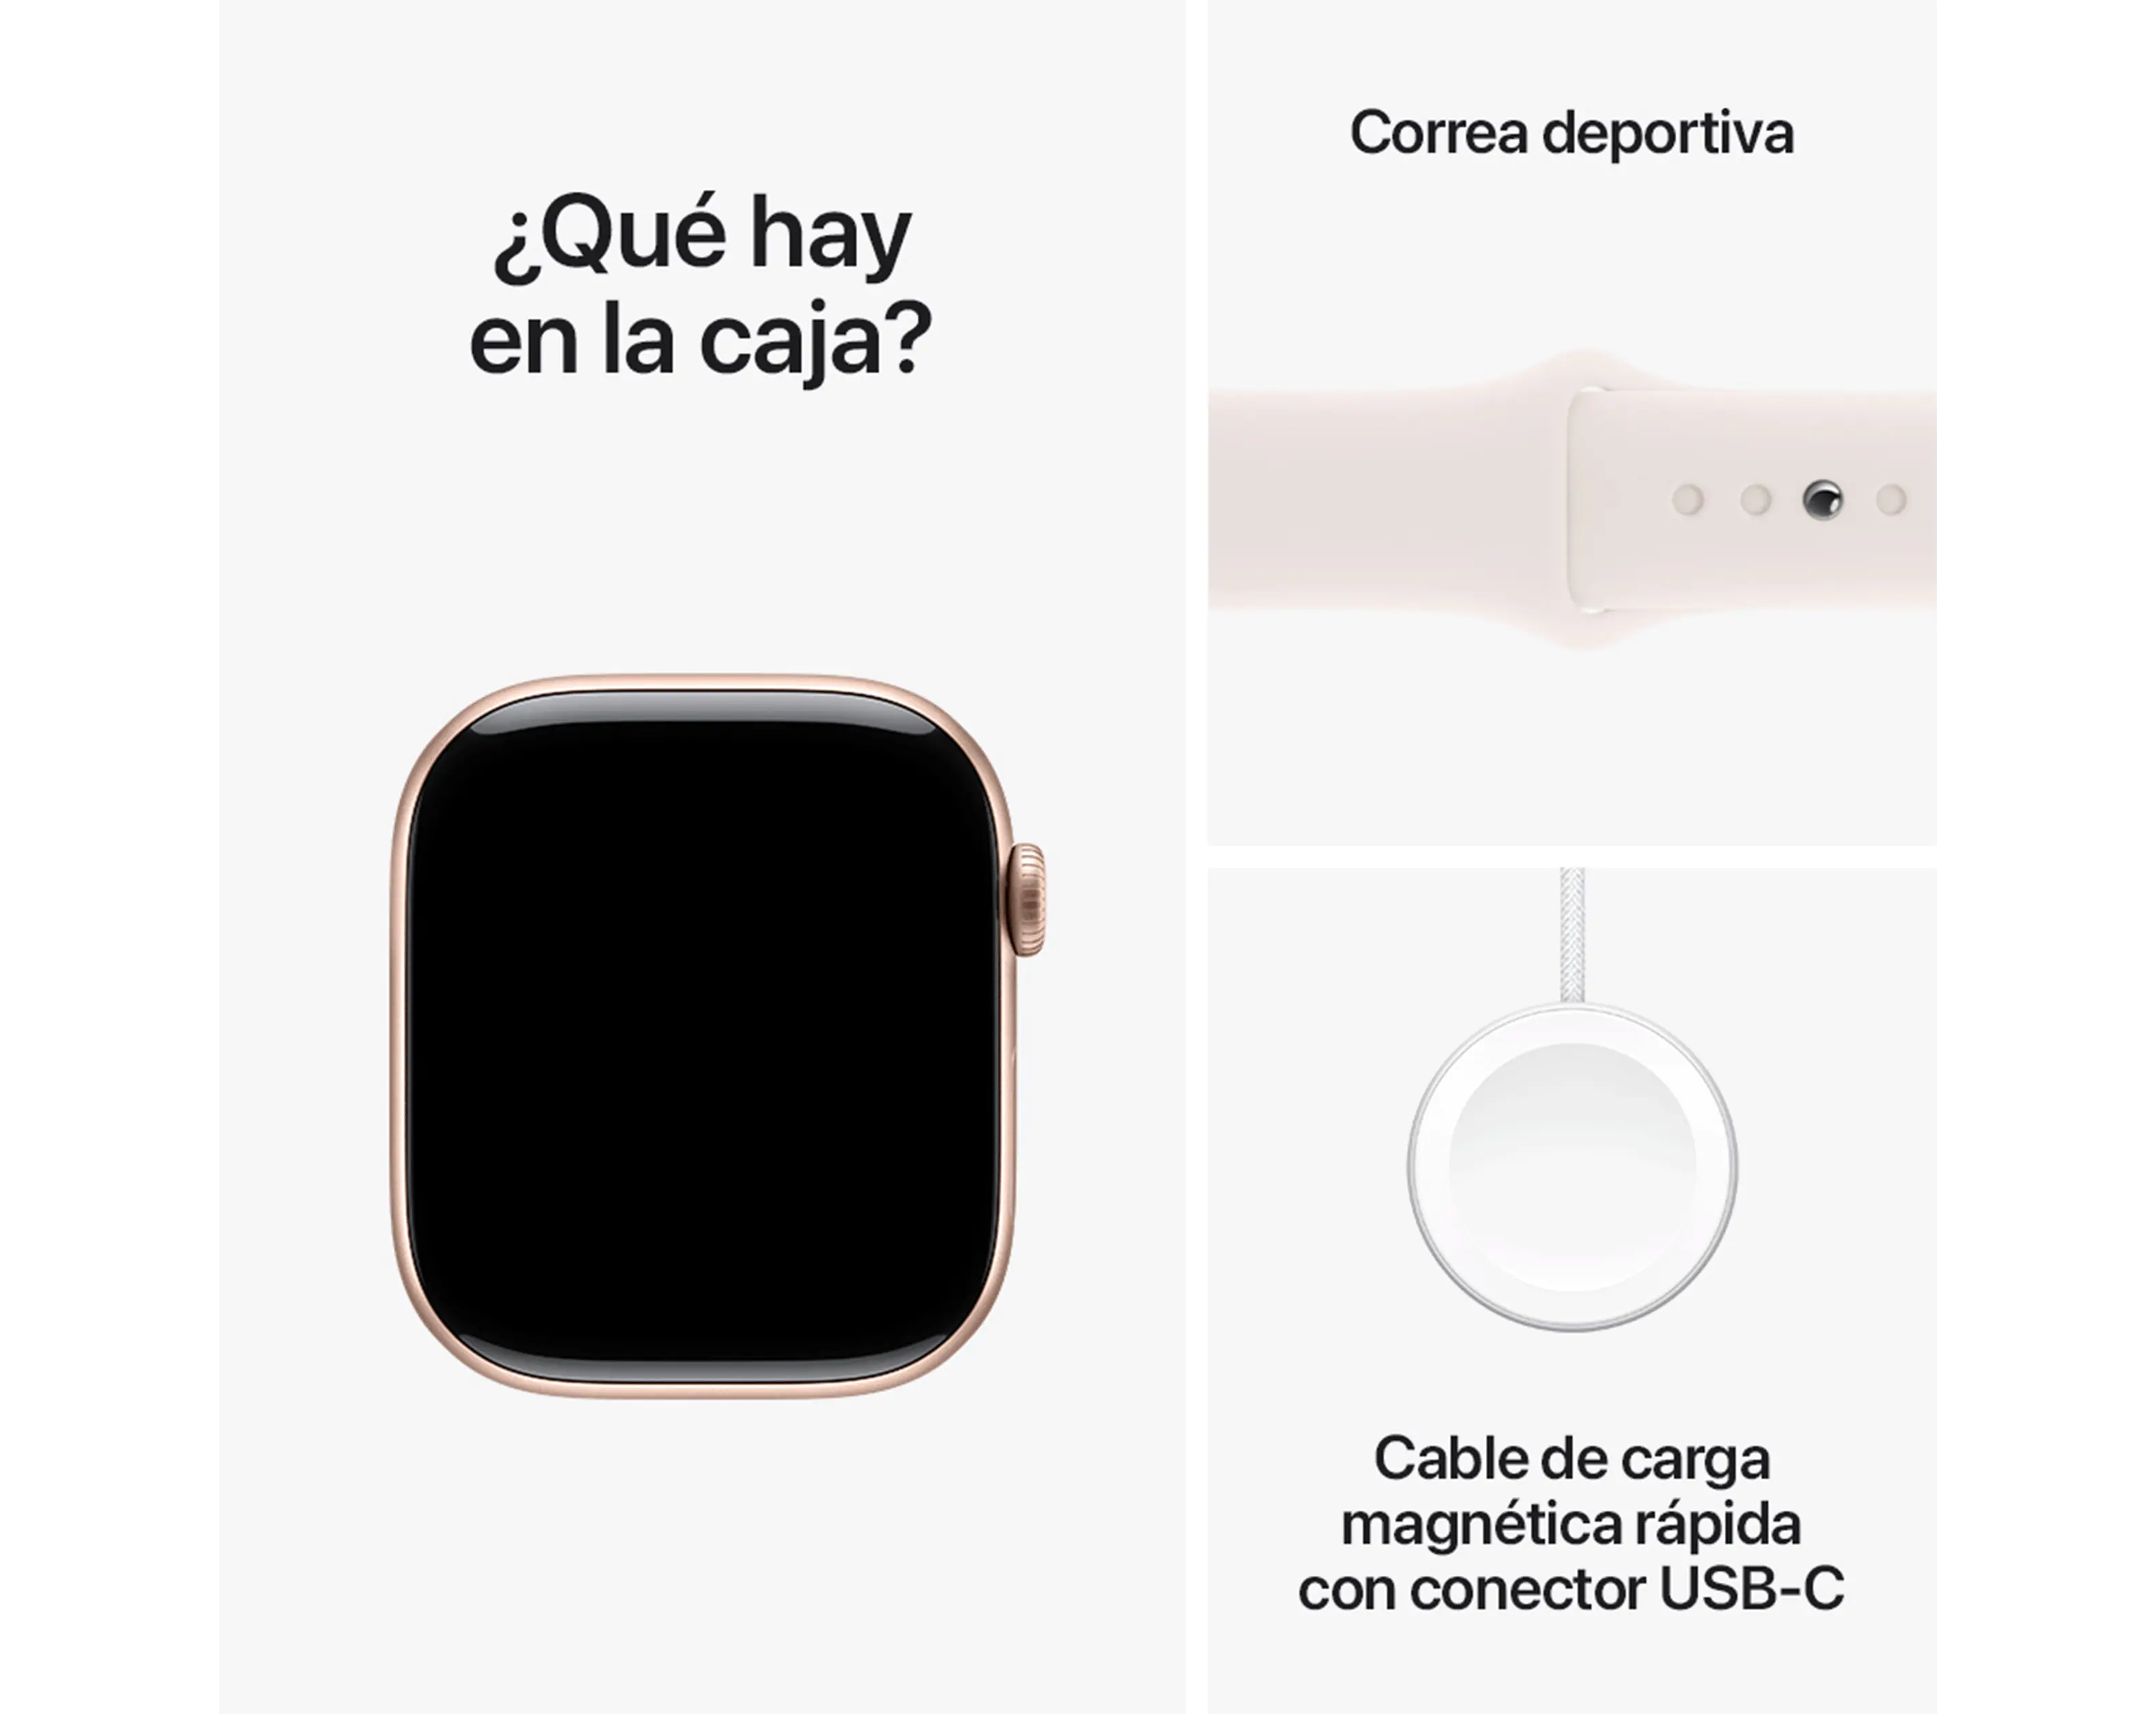 ¿Qué hay
en la caja?
Correa deportiva
Cable de carga
magnética rápida
con conector USB-C